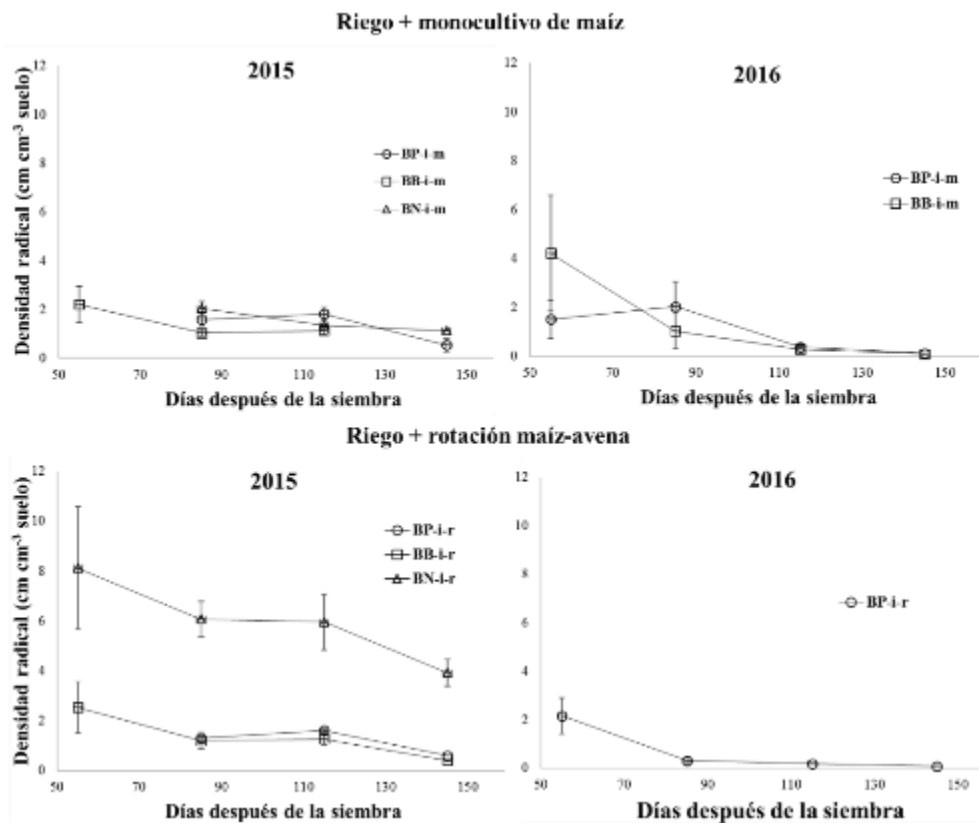 Riego + monocultivo de maíz
2015
Densidad radical (cm cm⁻³ suelo)
12
10
8
6
4
2
0
BP-i-m
BB-i-m
BN-i-m
50 70 90 110 130 150
Días después de la siembra
2016
12
10
8
6
4
2
0
BP-i-m
BB-i-m
50 70 90 110 130 150
Días después de la siembra
Riego + rotación maíz-avena
2015
Densidad radical (cm cm⁻³ suelo)
12
10
8
6
4
2
0
BP-i-r
BB-i-r
BN-i-r
50 70 90 110 130 150
Días después de la siembra
2016
12
10
8
6
4
2
0
BP-i-r
50 70 90 110 130 150
Días después de la siembra